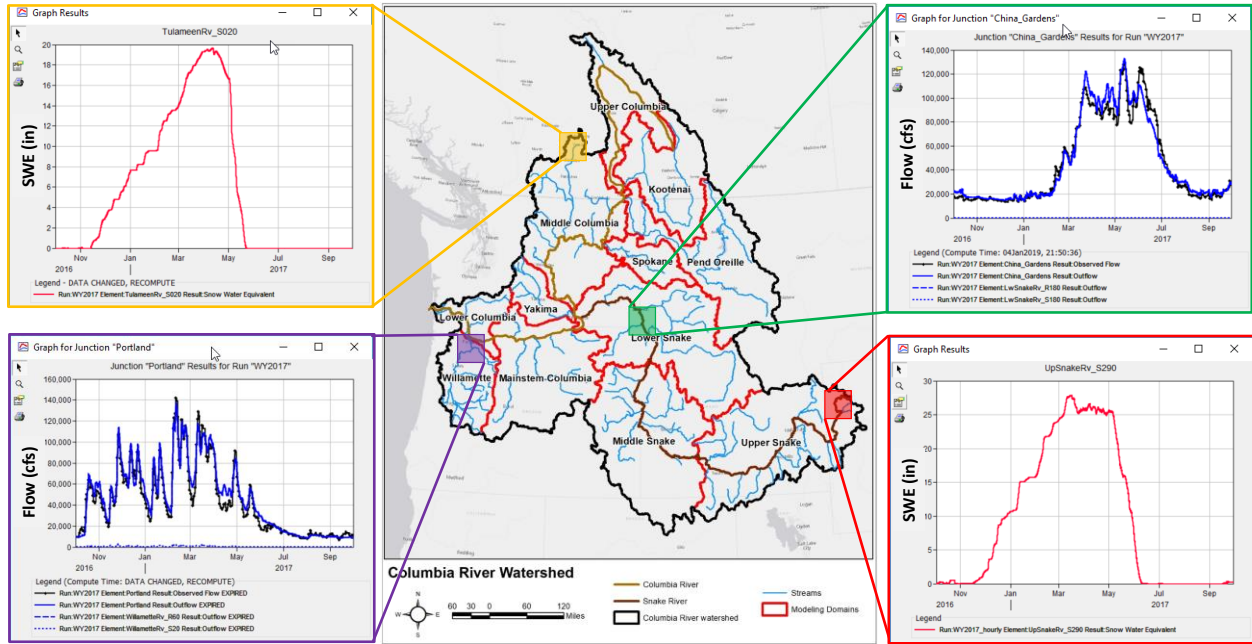 Graph Results
TulameenRv_S020
20
18
16
14
12
10
8
6
4
2
0
SWE (in)
Nov Jan Mar May Jul Sep
2016 2017
Legend - DATA CHANGED, RECOMPUTE
Run:WY2017 Element:TulameenRv_S020 Result:Snow Water Equivalent
Graph for Junction "Portland"
Junction "Portland" Results for Run "WY2017"
160,000
140,000
120,000
100,000
80,000
60,000
40,000
20,000
0
Flow (cfs)
Nov Jan Mar May Jul Sep
2016 2017
Legend (Compute Time: DATA CHANGED, RECOMPUTE)
Run:WY2017 Element:Portland Result:Observed Flow EXPIRED
Run:WY2017 Element:Portland Result:Outflow EXPIRED
Run:WY2017 Element:WillametteRv_R60 Result:Outflow EXPIRED
Run:WY2017 Element:WillametteRv_S20 Result:Outflow EXPIRED
Upper Columbia
Kootenai
Middle Columbia
Spokane
Pend Oreille
Yakima
Lower Columbia
Lower Snake
Willamette
Mainstem Columbia
Middle Snake
Upper Snake
Columbia River Watershed
N
W E
S
60 30 0 60 120
Miles
Columbia River
Snake River
Columbia River watershed
Streams
Modeling Domains
Graph for Junction "China_Gardens"
Junction "China_Gardens" Results for Run "WY2017"
140,000
120,000
100,000
80,000
60,000
40,000
20,000
0
Flow (cfs)
Nov Jan Mar May Jul Sep
2016 2017
Legend (Compute Time: 04Jan2019, 21:50:36)
Run:WY2017 Element:China_Gardens Result:Observed Flow
Run:WY2017 Element:China_Gardens Result:Outflow
Run:WY2017 Element:LwSnakeRv_R180 Result:Outflow
Run:WY2017 Element:LwSnakeRv_S180 Result:Outflow
Graph Results
UpSnakeRv_S290
30
25
20
15
10
5
0
SWE (in)
Nov Jan Mar May Jul Sep
2016 2017
Legend
Run:WY2017_hourly Element:UpSnakeRv_S290 Result:Snow Water Equivalent